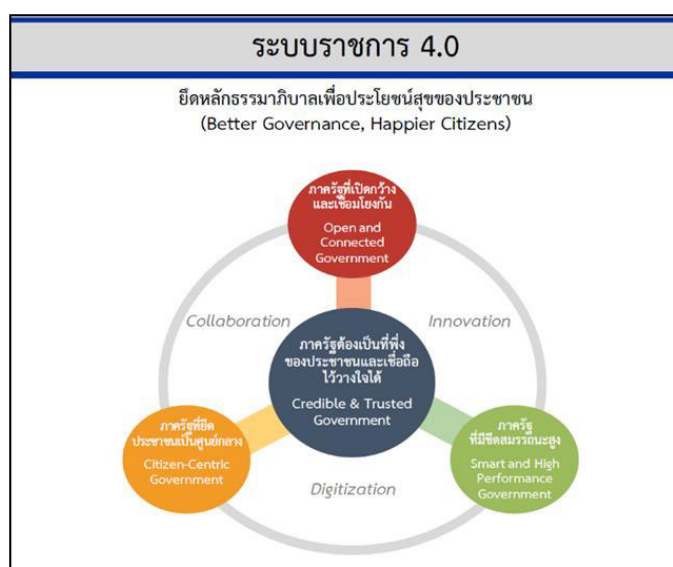 ระบบราชการ 4.0
ยึดหลักธรรมาภิบาลเพื่อประโยชน์สุขของประชาชน
(Better Governance, Happier Citizens)
ภาครัฐที่เปิดกว้าง
และเชื่อมโยงกัน
Open and
Connected
Government
Collaboration
Innovation
ภาครัฐต้องเป็นที่พึ่ง
ของประชาชนและเชื่อถือ
ไว้วางใจได้
Credible & Trusted
Government
ภาครัฐที่ยึด
ประชาชนเป็นศูนย์กลาง
Citizen-Centric
Government
ภาครัฐ
ที่มีขีดสมรรถนะสูง
Smart and High
Performance
Government
Digitization